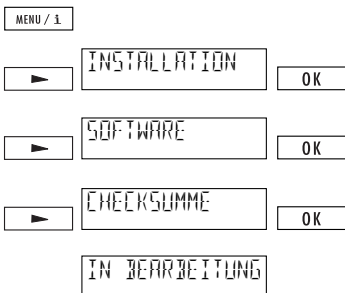 MENU / i
INSTALLATION
OK
SOFTWARE
OK
CHECKSUMME
OK
IN BEARBEITUNG